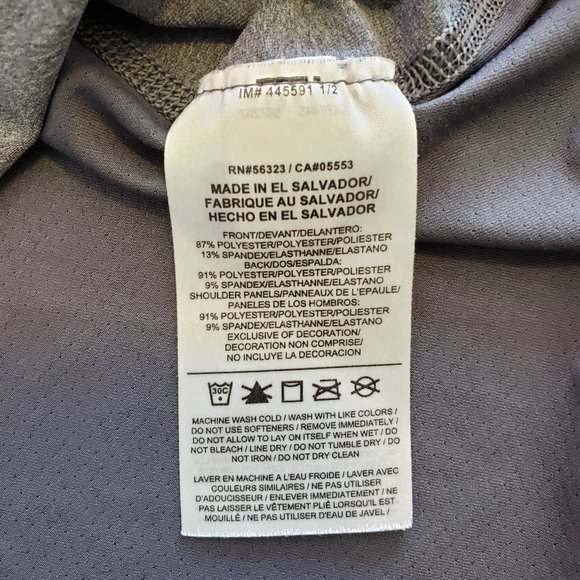 IM# 445591 1/2
RN#56323 / CA#05553
MADE IN EL SALVADOR/
FABRIQUE AU SALVADOR/
HECHO EN EL SALVADOR
FRONT/DEVANT/DELANTERO:
87% POLYESTER/POLYESTER/POLIESTER
13% SPANDEX/ELASTHANNE/ELASTANO
BACK/DOS/ESPALDA:
91% POLYESTER/POLYESTER/POLIESTER
9% SPANDEX/ELASTHANNE/ELASTANO
SHOULDER PANELS/PANNEAUX DE L'EPAULE/
PANELES DE LOS HOMBROS:
91% POLYESTER/POLYESTER/POLIESTER
9% SPANDEX/ELASTHANNE/ELASTANO
EXCLUSIVE OF DECORATION/
DECORATION NON COMPRISE/
NO INCLUYE LA DECORACION
30C
MACHINE WASH COLD / WASH WITH LIKE COLORS /
DO NOT USE SOFTENERS / REMOVE IMMEDIATELY /
DO NOT ALLOW TO LAY ON ITSELF WHEN WET / DO
NOT BLEACH / LINE DRY / DO NOT TUMBLE DRY / DO
NOT IRON / DO NOT DRY CLEAN
LAVER EN MACHINE A L'EAU FROIDE / LAVER AVEC
COULEURS SIMILAIRES / NE PAS UTILISER
D'ADOUCISSEUR / ENLEVER IMMEDIATEMENT / NE
PAS LAISSER LE VÊTEMENT PLIÉ LORSQU'IL EST
MOUILLÉ / NE PAS UTILISER D'EAU DE JAVEL /